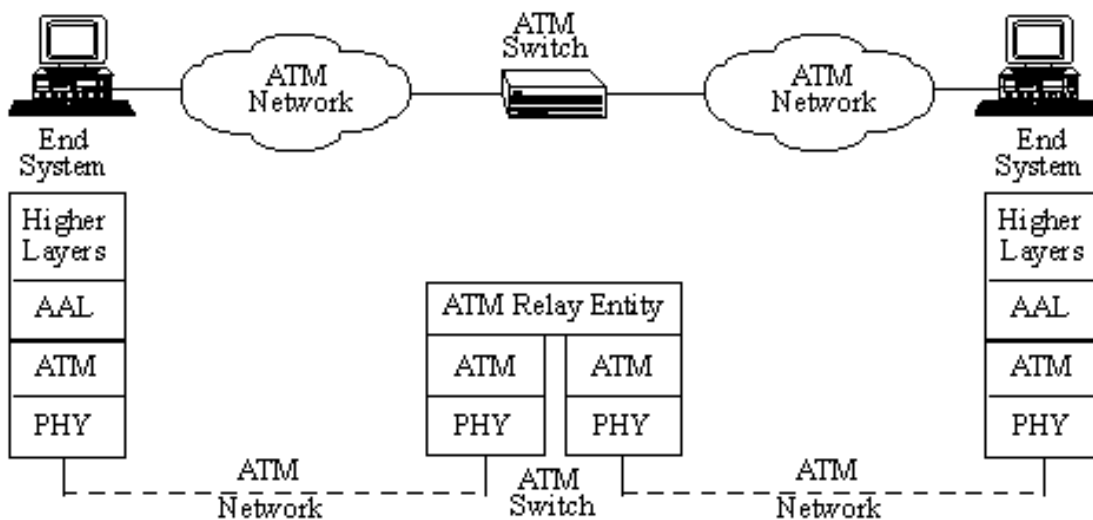 ATM
Switch
ATM
Network
ATM
Network
End
System
End
System
Higher
Layers
AAL
ATM
PHY
ATM Relay Entity
ATM
ATM
PHY
PHY
Higher
Layers
AAL
ATM
PHY
ATM
Network
ATM
Switch
ATM
Network